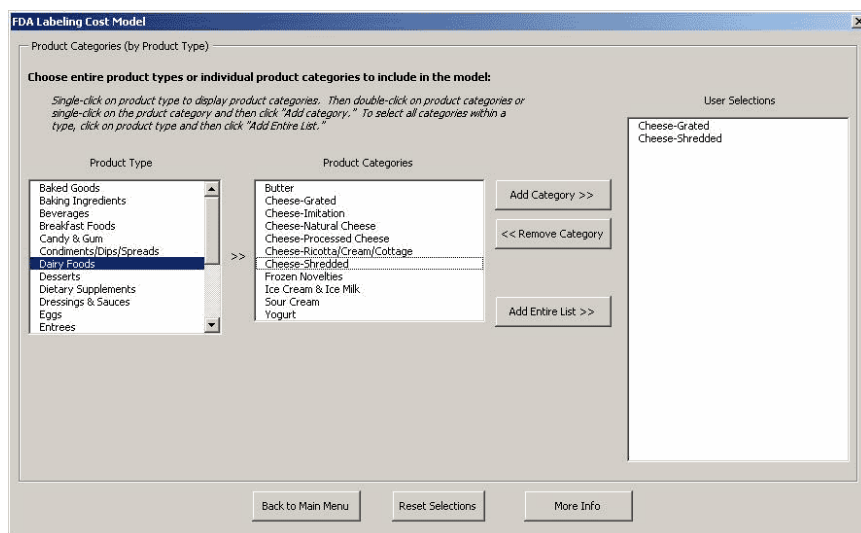 FDA Labeling Cost Model
Product Categories (by Product Type)
Choose entire product types or individual product categories to include in the model:
Single-click on product type to display product categories. Then double-click on product categories or
single-click on the prduct category and then click "Add category." To select all categories within a
type, click on product type and then click "Add Entire List."
User Selections
Cheese-Grated
Cheese-Shredded
Product Type
Baked Goods
Baking Ingredients
Beverages
Breakfast Foods
Candy & Gum
Condiments/Dips/Spreads
Dairy Foods
Desserts
Dietary Supplements
Dressings & Sauces
Eggs
Entrees
>>
Product Categories
Butter
Cheese-Grated
Cheese-Imitation
Cheese-Natural Cheese
Cheese-Processed Cheese
Cheese-Ricotta/Cream/Cottage
Cheese-Shredded
Frozen Novelties
Ice Cream & Ice Milk
Sour Cream
Yogurt
Add Category >>
<< Remove Category
Add Entire List >>
Back to Main Menu
Reset Selections
More Info